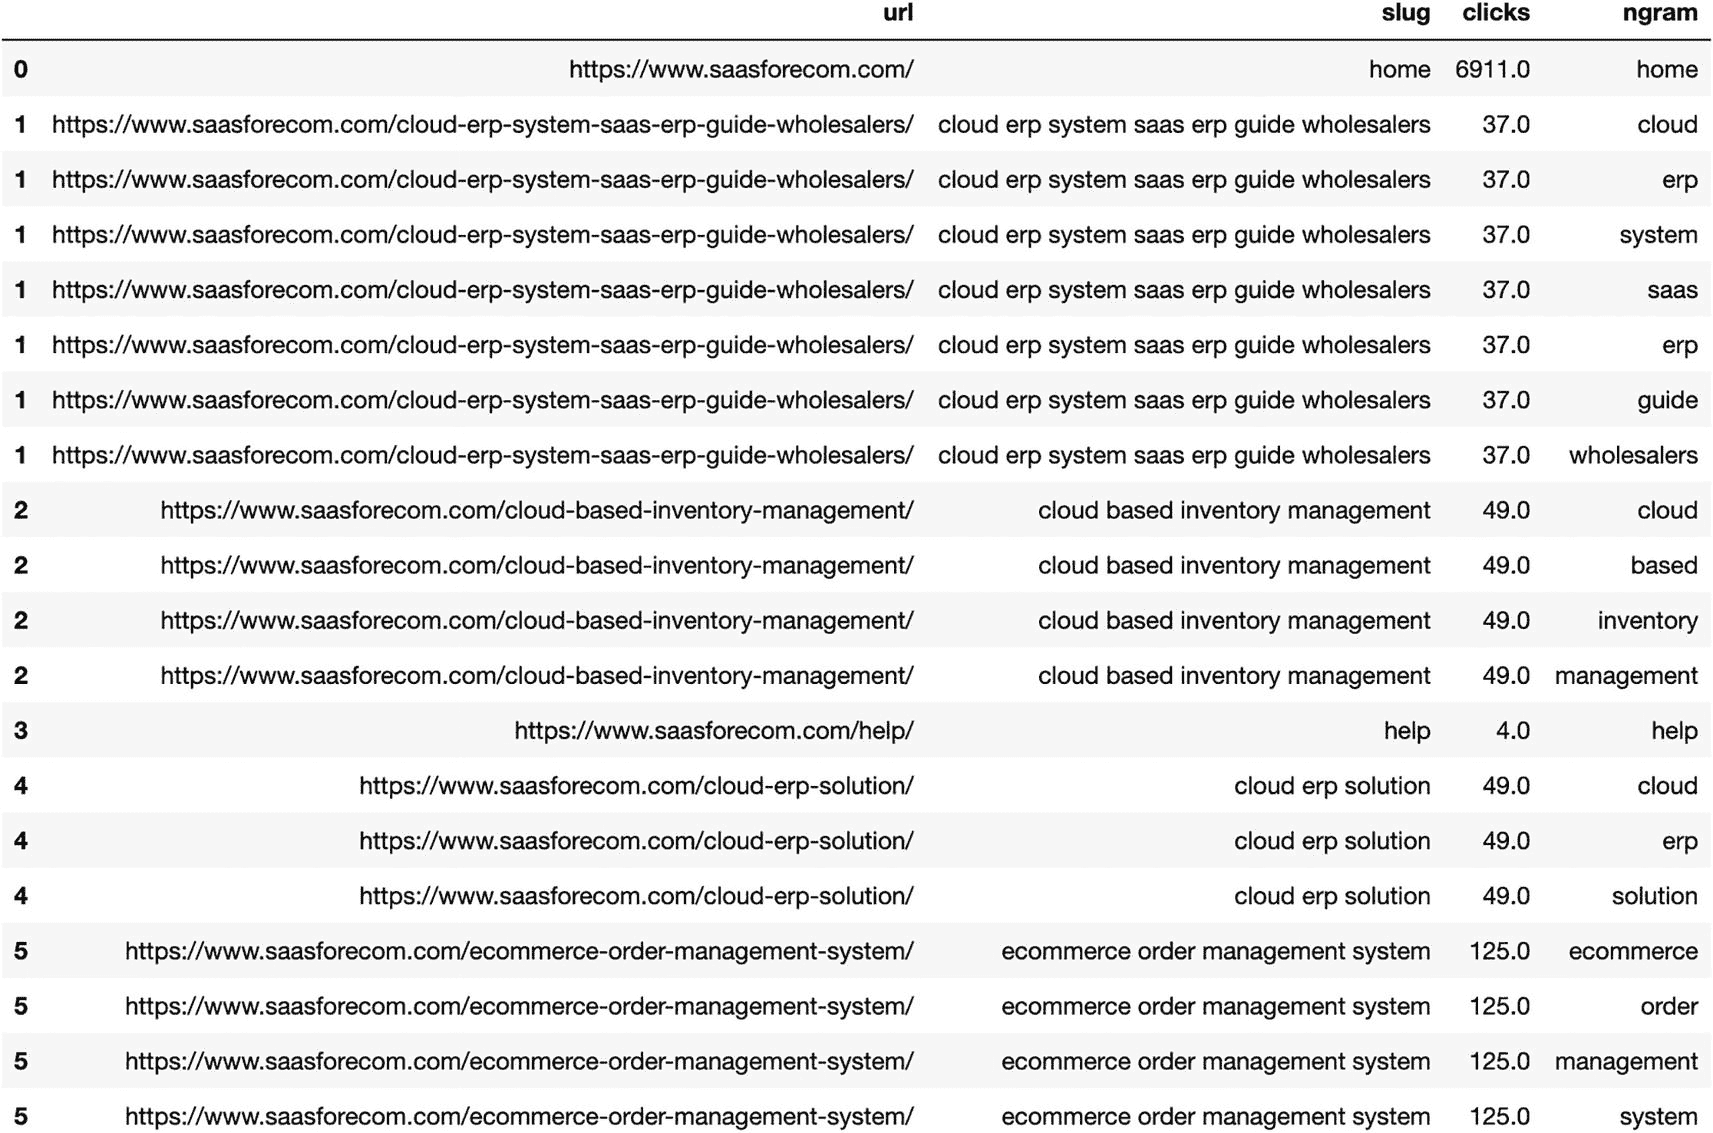 url slug clicks ngram
0 https://www.saasforecom.com/ home 6911.0 home
1 https://www.saasforecom.com/cloud-erp-system-saas-erp-guide-wholesalers/ cloud erp system saas erp guide wholesalers 37.0 cloud
1 https://www.saasforecom.com/cloud-erp-system-saas-erp-guide-wholesalers/ cloud erp system saas erp guide wholesalers 37.0 erp
1 https://www.saasforecom.com/cloud-erp-system-saas-erp-guide-wholesalers/ cloud erp system saas erp guide wholesalers 37.0 system
1 https://www.saasforecom.com/cloud-erp-system-saas-erp-guide-wholesalers/ cloud erp system saas erp guide wholesalers 37.0 saas
1 https://www.saasforecom.com/cloud-erp-system-saas-erp-guide-wholesalers/ cloud erp system saas erp guide wholesalers 37.0 erp
1 https://www.saasforecom.com/cloud-erp-system-saas-erp-guide-wholesalers/ cloud erp system saas erp guide wholesalers 37.0 guide
1 https://www.saasforecom.com/cloud-erp-system-saas-erp-guide-wholesalers/ cloud erp system saas erp guide wholesalers 37.0 wholesalers
2 https://www.saasforecom.com/cloud-based-inventory-management/ cloud based inventory management 49.0 cloud
2 https://www.saasforecom.com/cloud-based-inventory-management/ cloud based inventory management 49.0 based
2 https://www.saasforecom.com/cloud-based-inventory-management/ cloud based inventory management 49.0 inventory
2 https://www.saasforecom.com/cloud-based-inventory-management/ cloud based inventory management 49.0 management
3 https://www.saasforecom.com/help/ help 4.0 help
4 https://www.saasforecom.com/cloud-erp-solution/ cloud erp solution 49.0 cloud
4 https://www.saasforecom.com/cloud-erp-solution/ cloud erp solution 49.0 erp
4 https://www.saasforecom.com/cloud-erp-solution/ cloud erp solution 49.0 solution
5 https://www.saasforecom.com/ecommerce-order-management-system/ ecommerce order management system 125.0 ecommerce
5 https://www.saasforecom.com/ecommerce-order-management-system/ ecommerce order management system 125.0 order
5 https://www.saasforecom.com/ecommerce-order-management-system/ ecommerce order management system 125.0 management
5 https://www.saasforecom.com/ecommerce-order-management-system/ ecommerce order management system 125.0 system